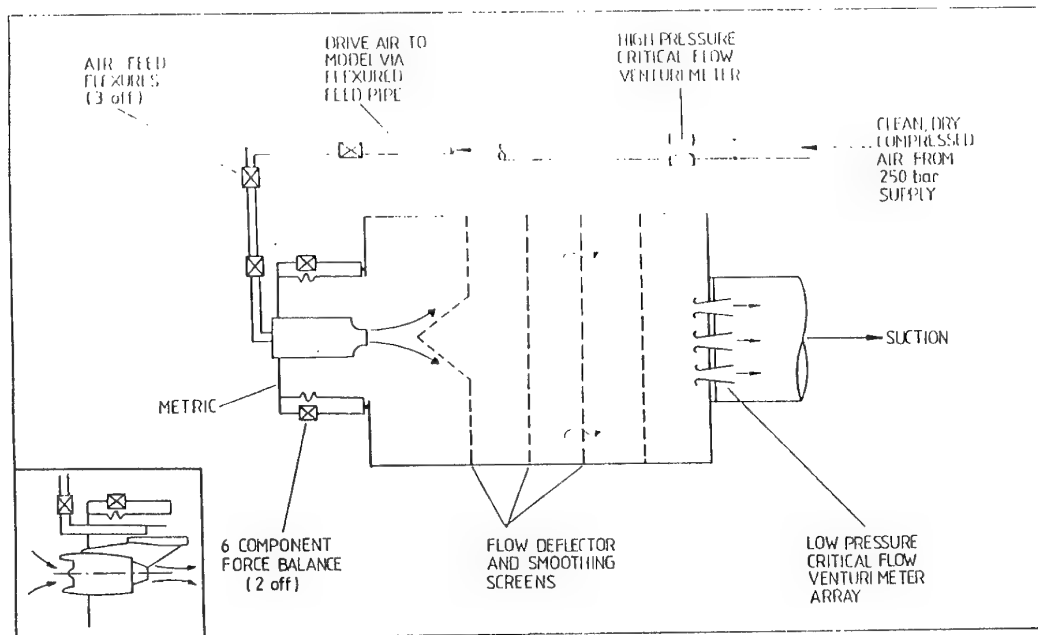 AIR FEED
FLEXURES
(3 off)
DRIVE AIR TO
MODEL VIA
FLEXURED
FEED PIPE
HIGH PRESSURE
CRITICAL FLOW
VENTURIMETER
CLEAN, DRY
COMPRESSED
AIR FROM
250 bar
SUPPLY
SUCTION
METRIC
6 COMPONENT
FORCE BALANCE
(2 off)
FLOW DEFLECTOR
AND SMOOTHING
SCREENS
LOW PRESSURE
CRITICAL FLOW
VENTURIMETER
ARRAY